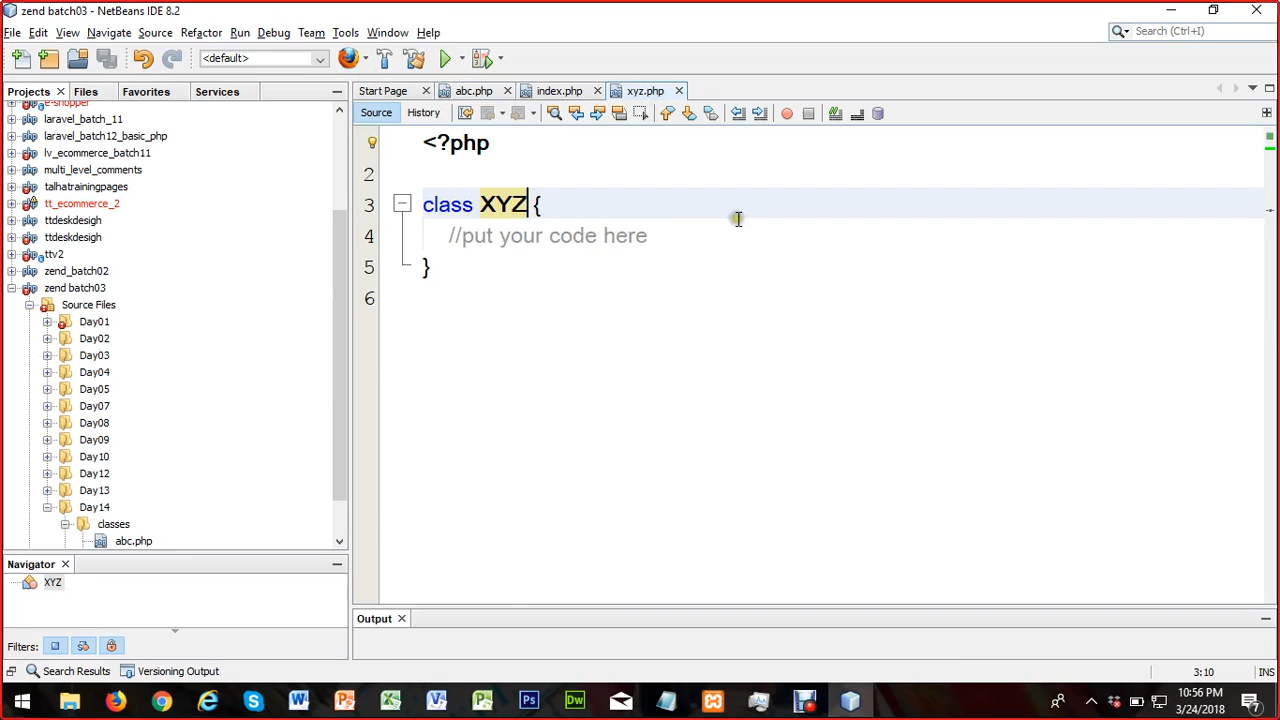 zend batch03 - NetBeans IDE 8.2
File Edit View Navigate Source Refactor Run Debug Team Tools Window Help
Search (Ctrl+I)
<default>
Projects Files Favorites Services
e-shopper
laravel_batch_11
laravel_batch12_basic_php
lv_ecommerce_batch11
multi_level_comments
talhatrainingpages
tt_ecommerce_2
ttdeskdesigh
ttdeskdesigh
ttv2
zend_batch02
zend batch03
Source Files
Day01
Day02
Day03
Day04
Day05
Day07
Day08
Day09
Day10
Day12
Day13
Day14
classes
abc.php
Navigator
XYZ
Filters:
Start Page abc.php index.php xyz.php
Source History
<?php
2
3 class XYZ {
4 //put your code here
5 }
6
Output
Search Results Versioning Output
3:10 INS
10:56 PM
3/24/2018
7